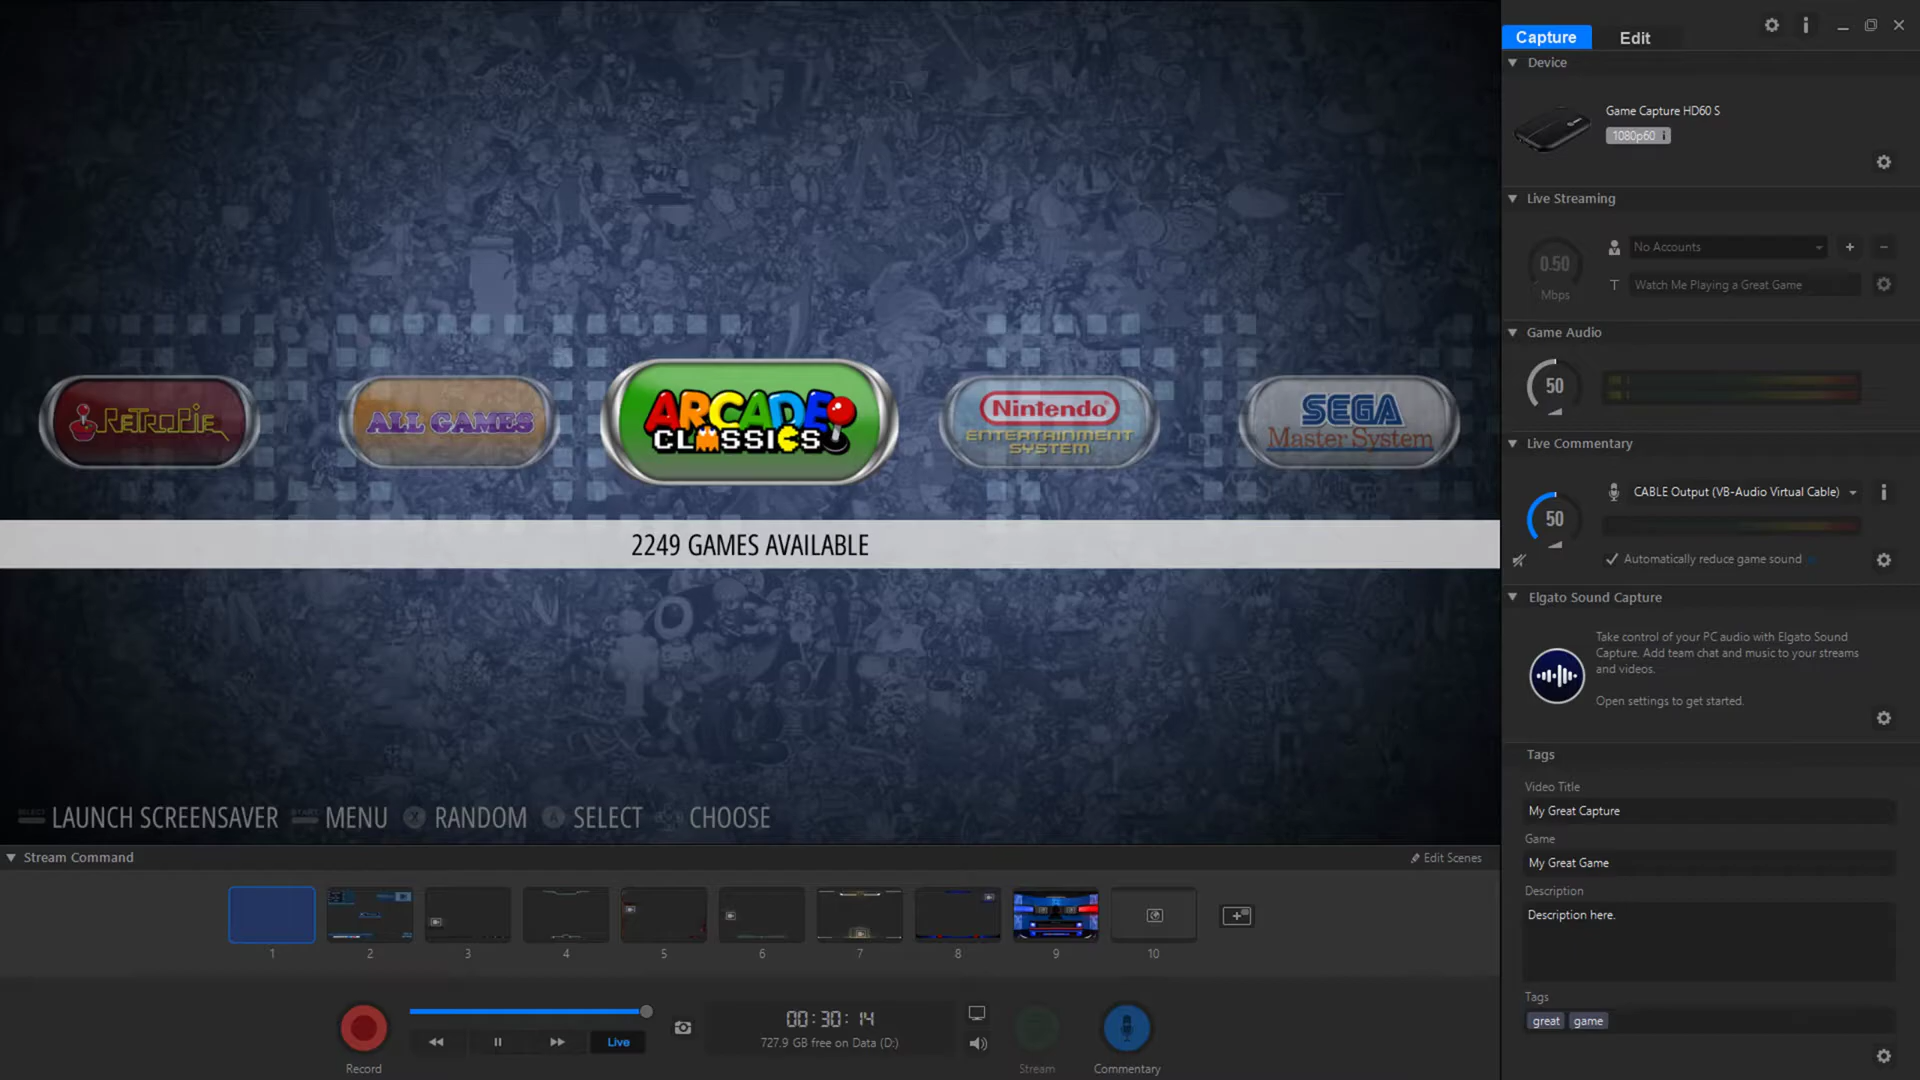 Capture
Edit
Device
Game Capture HD60 S
1080p60 i
Live Streaming
0.50
Mbps
No Accounts
T Watch Me Playing a Great Game
Game Audio
50
Live Commentary
50
CABLE Output (VB-Audio Virtual Cable)
Automatically reduce game sound
Elgato Sound Capture
Take control of your PC audio with Elgato Sound
Capture. Add team chat and music to your streams
and videos.
Open settings to get started.
Tags
Video Title
My Great Capture
Game
My Great Game
Description
Description here.
Tags
great game
RETROPIE
ALL GAMES
ARCADE
CLASSICS
Nintendo
ENTERTAINMENT
SYSTEM
SEGA
Master System
2249 GAMES AVAILABLE
SELECT LAUNCH SCREENSAVER START MENU X RANDOM A SELECT CHOOSE
Stream Command
Edit Scenes
1 2 3 4 5 6 7 8 9 10
Record
Live
00:30:14
727.9 GB free on Data (D:)
Stream
Commentary